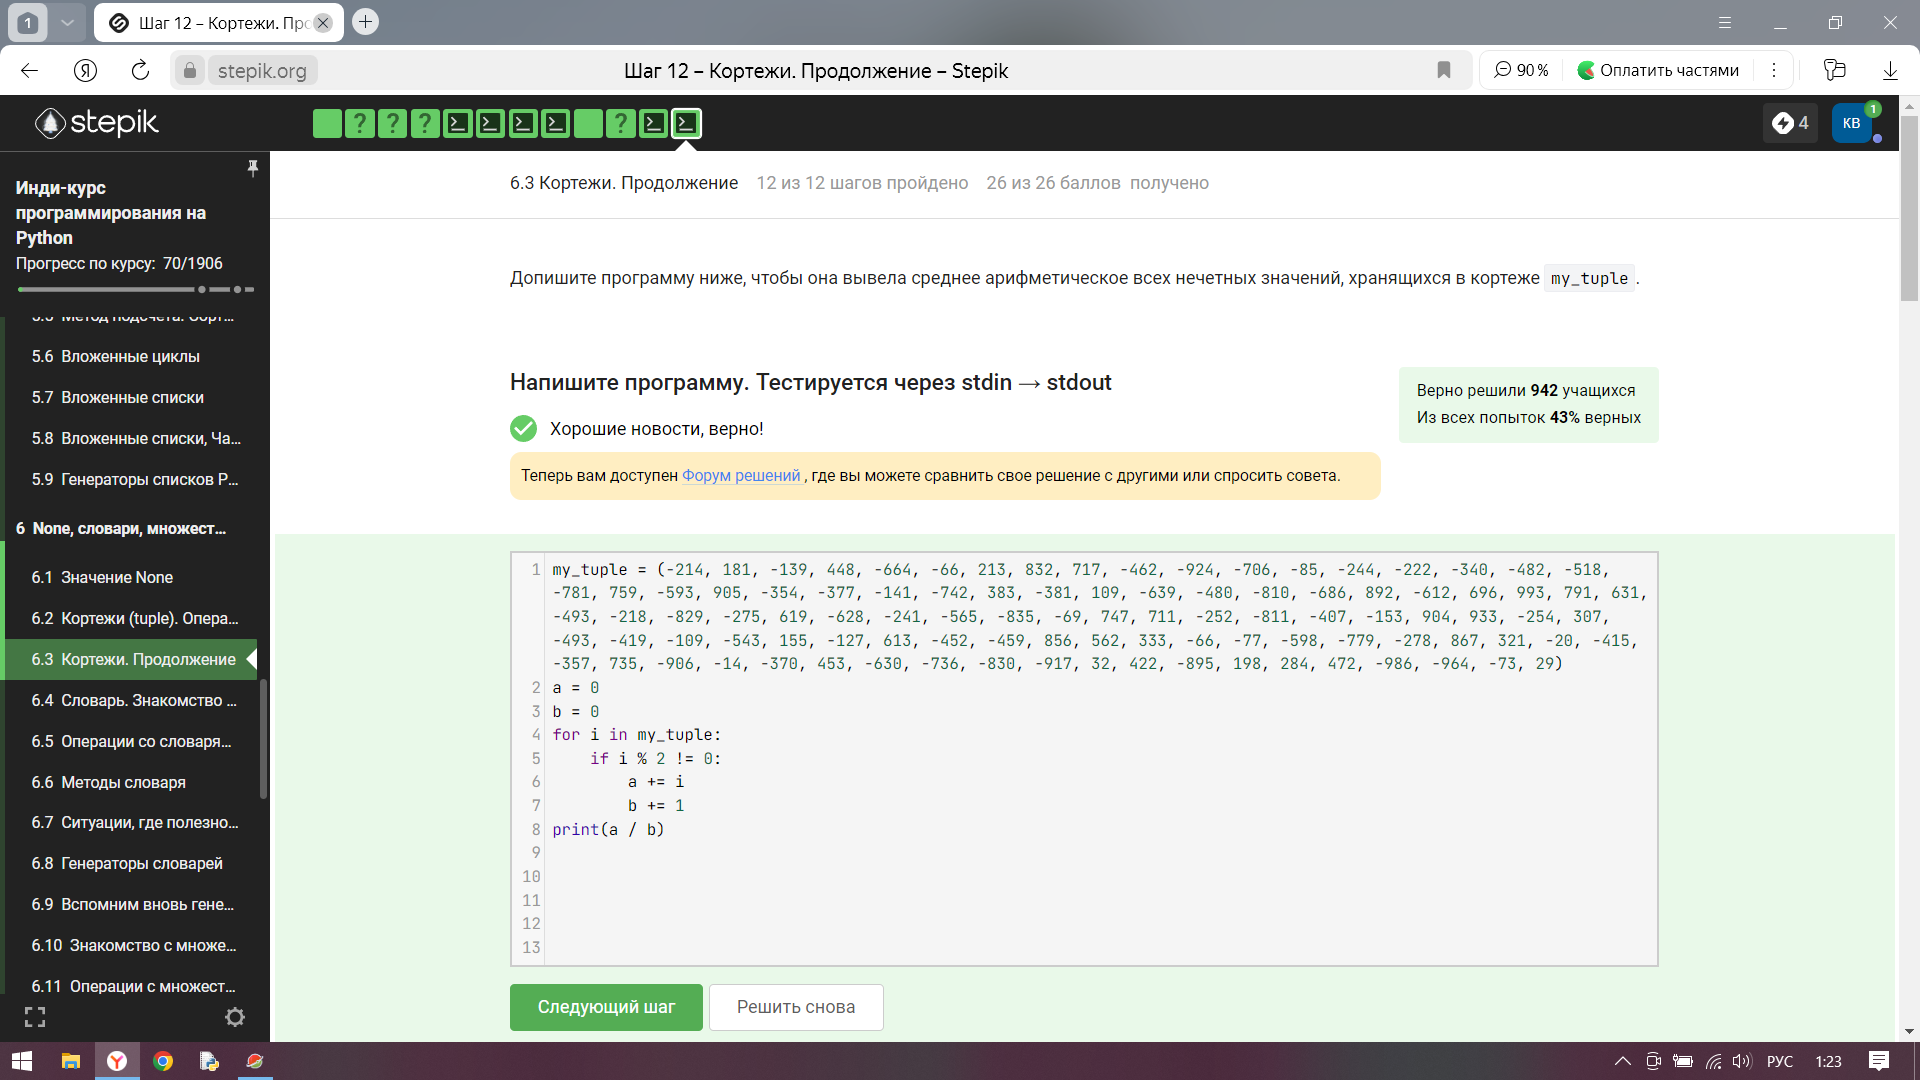 1
Шаг 12 – Кортежи. Про
stepik.org
Шаг 12 – Кортежи. Продолжение – Stepik
90 %
Оплатить частями
stepik
? ? ? ?
4
КВ
1
Инди-курс
программирования на
Python
Прогресс по курсу: 70/1906
5.6 Вложенные циклы
5.7 Вложенные списки
5.8 Вложенные списки, Ча...
5.9 Генераторы списков P...
6 None, словари, множест...
6.1 Значение None
6.2 Кортежи (tuple). Опера...
6.3 Кортежи. Продолжение
6.4 Словарь. Знакомство ...
6.5 Операции со словаря...
6.6 Методы словаря
6.7 Ситуации, где полезно...
6.8 Генераторы словарей
6.9 Вспомним вновь гене...
6.10 Знакомство с множе...
6.11 Операции с множест...
6.3 Кортежи. Продолжение 12 из 12 шагов пройдено 26 из 26 баллов получено
Допишите программу ниже, чтобы она вывела среднее арифметическое всех нечетных значений, хранящихся в кортеже my_tuple.
Напишите программу. Тестируется через stdin → stdout
Хорошие новости, верно!
Верно решили 942 учащихся
Из всех попыток 43% верных
Теперь вам доступен Форум решений, где вы можете сравнить свое решение с другими или спросить совета.
1 my_tuple = (-214, 181, -139, 448, -664, -66, 213, 832, 717, -462, -924, -706, -85, -244, -222, -340, -482, -518,
-781, 759, -593, 905, -354, -377, -141, -742, 383, -381, 109, -639, -480, -810, -686, 892, -612, 696, 993, 791, 631,
-493, -218, -829, -275, 619, -628, -241, -565, -835, -69, 747, 711, -252, -811, -407, -153, 904, 933, -254, 307,
-493, -419, -109, -543, 155, -127, 613, -452, -459, 856, 562, 333, -66, -77, -598, -779, -278, 867, 321, -20, -415,
-357, 735, -906, -14, -370, 453, -630, -736, -830, -917, 32, 422, -895, 198, 284, 472, -986, -964, -73, 29)
2 a = 0
3 b = 0
4 for i in my_tuple:
5     if i % 2 != 0:
6         a += i
7         b += 1
8 print(a / b)
9
10
11
12
13
Следующий шаг
Решить снова
РУС
1:23